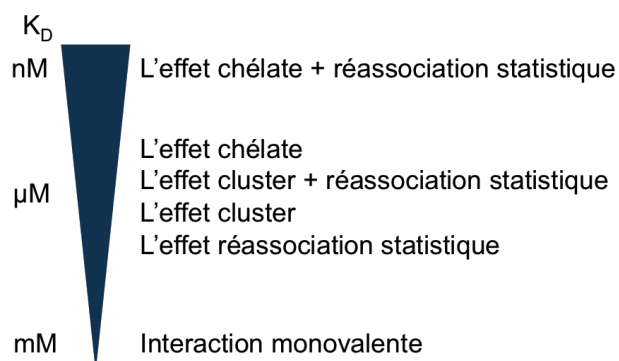 K_D
nM L'effet chélate + réassociation statistique
L'effet chélate
µM L'effet cluster + réassociation statistique
L'effet cluster
L'effet réassociation statistique
mM Interaction monovalente